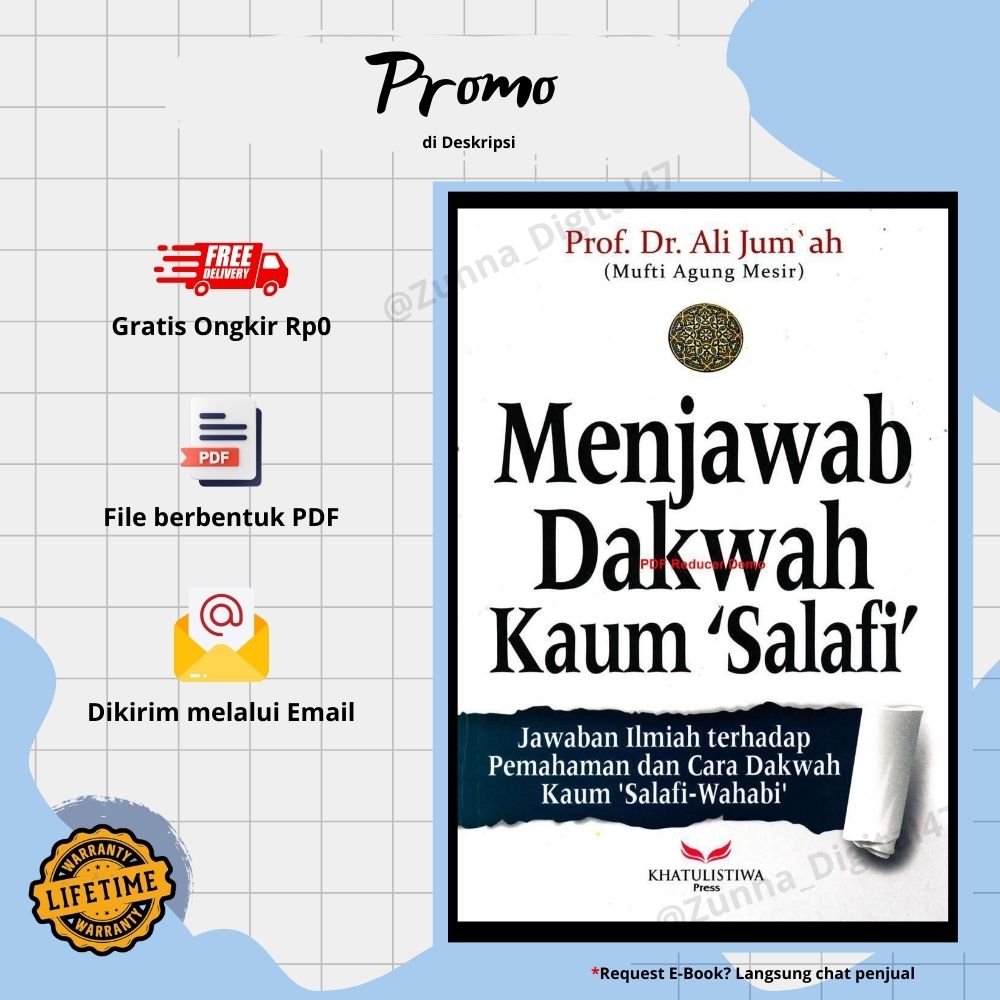 Promo
di Deskripsi
FREE
DELIVERY
Gratis Ongkir Rp0
PDF
File berbentuk PDF
@
Dikirim melalui Email
WARRANTY
LIFETIME
WARRANTY
@Zunna_Digital47
Prof. Dr. Ali Jum`ah
(Mufti Agung Mesir)
Menjawab
Dakwah
PDF Reducer Demo
Kaum ‘Salafi’
Jawaban Ilmiah terhadap
Pemahaman dan Cara Dakwah
Kaum 'Salafi-Wahabi'
KHATULISTIWA
Press
@Zunna_Digital47
*Request E-Book? Langsung chat penjual